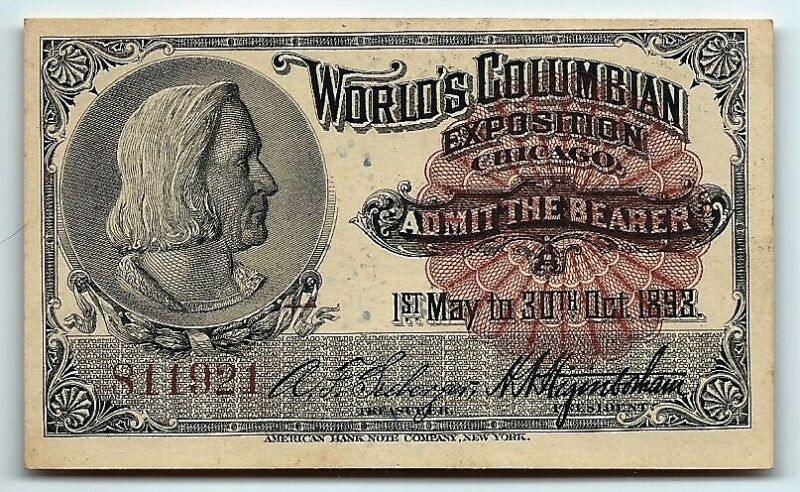 WORLD'S COLUMBIAN
EXPOSITION
CHICAGO,
ADMIT THE BEARER
A
1ST May to 30TH Oct 1893.
A
811921
TREASURER. PRESIDENT
AMERICAN BANK NOTE COMPANY, NEW YORK.